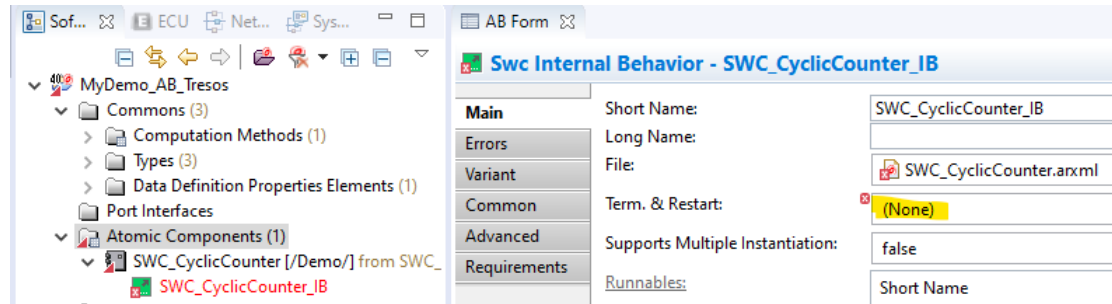 Sof... ECU Net... Sys...
MyDemo_AB_Tresos
Commons (3)
Computation Methods (1)
Types (3)
Data Definition Properties Elements (1)
Port Interfaces
Atomic Components (1)
SWC_CyclicCounter [/Demo/] from SWC_
SWC_CyclicCounter_IB
AB Form
Swc Internal Behavior - SWC_CyclicCounter_IB
Main
Errors
Variant
Common
Advanced
Requirements
Short Name: SWC_CyclicCounter_IB
Long Name:
File: SWC_CyclicCounter.arxml
Term. & Restart: (None)
Supports Multiple Instantiation: false
Runnables: Short Name